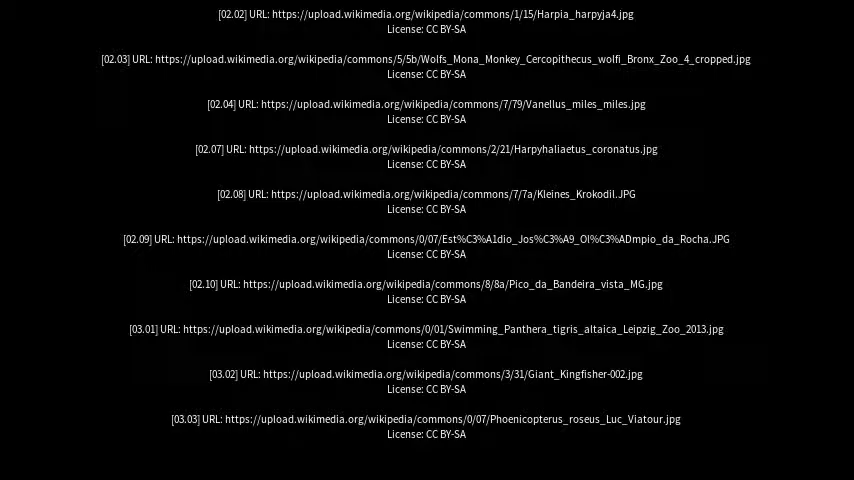 [02.02] URL: https://upload.wikimedia.org/wikipedia/commons/1/15/Harpia_harpyja4.jpg
License: CC BY-SA
[02.03] URL: https://upload.wikimedia.org/wikipedia/commons/5/5b/Wolfs_Mona_Monkey_Cercopithecus_wolfi_Bronx_Zoo_4_cropped.jpg
License: CC BY-SA
[02.04] URL: https://upload.wikimedia.org/wikipedia/commons/7/79/Vanellus_miles_miles.jpg
License: CC BY-SA
[02.07] URL: https://upload.wikimedia.org/wikipedia/commons/2/21/Harpyhaliaetus_coronatus.jpg
License: CC BY-SA
[02.08] URL: https://upload.wikimedia.org/wikipedia/commons/7/7a/Kleines_Krokodil.JPG
License: CC BY-SA
[02.09] URL: https://upload.wikimedia.org/wikipedia/commons/0/07/Est%C3%A1dio_Jos%C3%A9_Ol%C3%ADmpio_da_Rocha.JPG
License: CC BY-SA
[02.10] URL: https://upload.wikimedia.org/wikipedia/commons/8/8a/Pico_da_Bandeira_vista_MG.jpg
License: CC BY-SA
[03.01] URL: https://upload.wikimedia.org/wikipedia/commons/0/01/Swimming_Panthera_tigris_altaica_Leipzig_Zoo_2013.jpg
License: CC BY-SA
[03.02] URL: https://upload.wikimedia.org/wikipedia/commons/3/31/Giant_Kingfisher-002.jpg
License: CC BY-SA
[03.03] URL: https://upload.wikimedia.org/wikipedia/commons/0/07/Phoenicopterus_roseus_Luc_Viatour.jpg
License: CC BY-SA